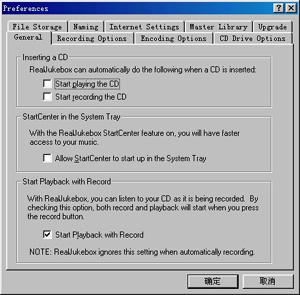 Preferences
File Storage Naming Internet Settings Master Library Upgrade
General Recording Options Encoding Options CD Drive Options
Inserting a CD
RealJukebox can automatically do the following when a CD is inserted:
Start playing the CD
Start recording the CD
StartCenter in the System Tray
With the RealJukebox StartCenter feature on, you will have faster
access to your music.
Allow StartCenter to start up in the System Tray
Start Playback with Record
With RealJukebox, you can listen to your CD as it is being recorded. By
checking this option, both record and playback will start when you press
the record button.
Start Playback with Record
NOTE: RealJukebox ignores this setting when automatically recording.
确定 取消